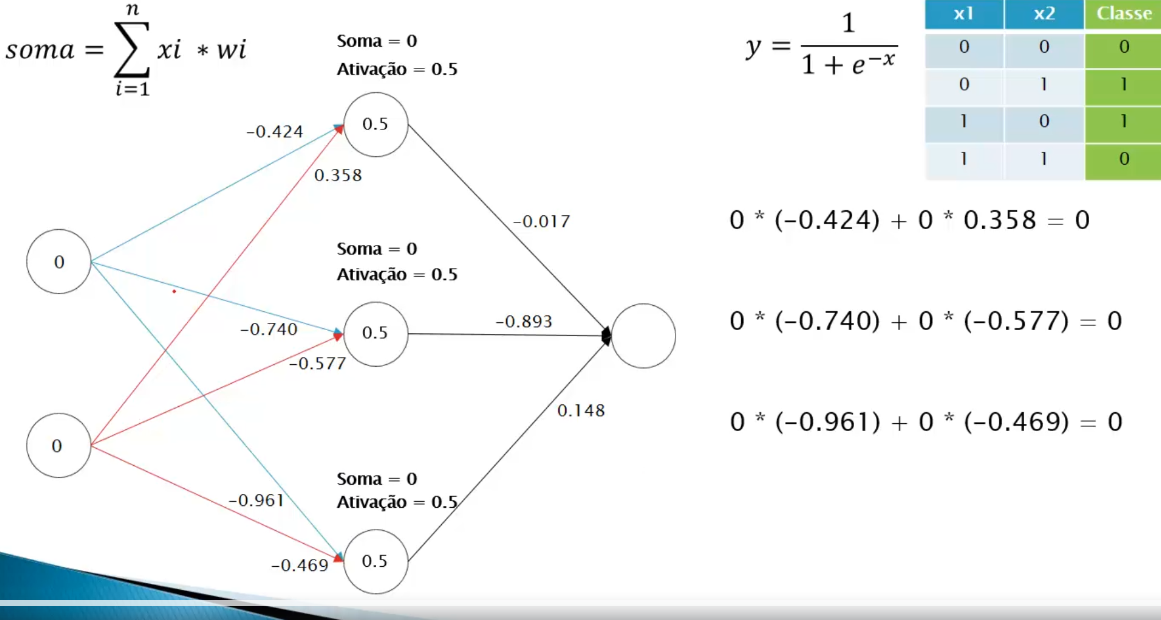 soma = ∑ xi * wi
n
i=1
y = 1 / (1 + e^−x)
x1 x2 Classe
0 0 0
0 1 1
1 0 1
1 1 0
Soma = 0
Ativação = 0.5
0.5
−0.424
0.358
−0.017
0 * (−0.424) + 0 * 0.358 = 0
0
Soma = 0
Ativação = 0.5
0.5
−0.740
−0.577
−0.893
0 * (−0.740) + 0 * (−0.577) = 0
0.148
0 * (−0.961) + 0 * (−0.469) = 0
0
Soma = 0
Ativação = 0.5
−0.961
−0.469
0.5